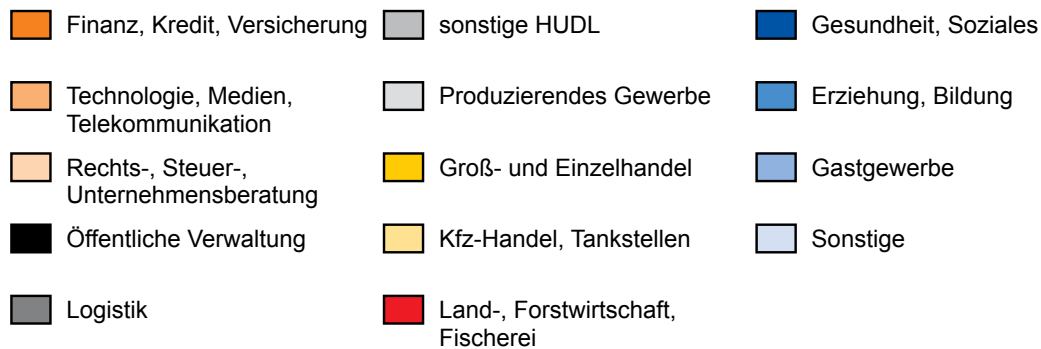 Finanz, Kredit, Versicherung
Technologie, Medien,
Telekommunikation
Rechts-, Steuer-,
Unternehmensberatung
Öffentliche Verwaltung
Logistik
sonstige HUDL
Produzierendes Gewerbe
Groß- und Einzelhandel
Kfz-Handel, Tankstellen
Land-, Forstwirtschaft,
Fischerei
Gesundheit, Soziales
Erziehung, Bildung
Gastgewerbe
Sonstige